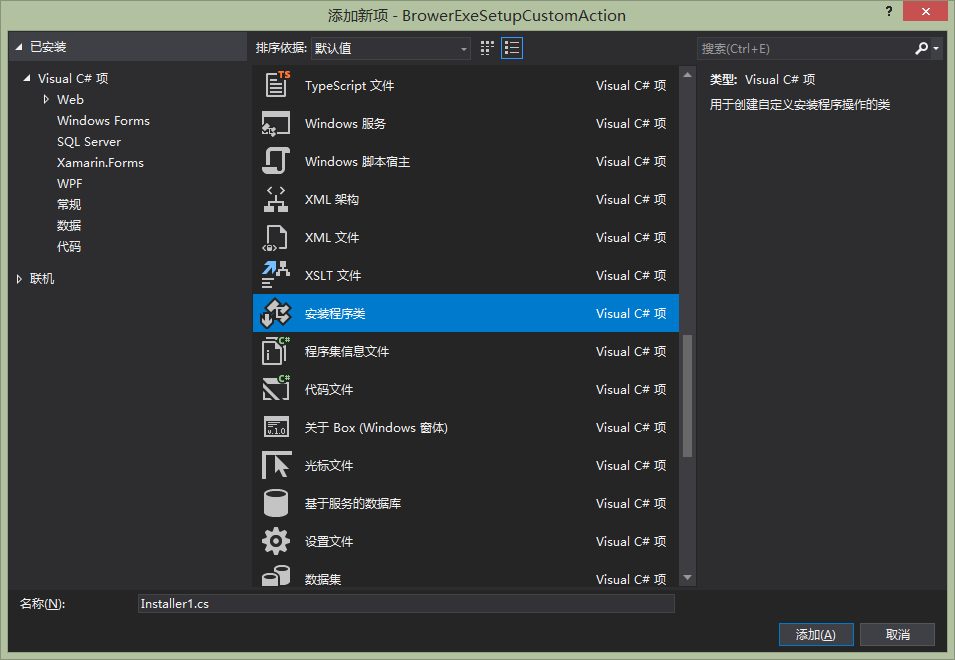 添加新项 - BrowerExeSetupCustomAction
?
已安装
排序依据: 默认值
搜索(Ctrl+E)
Visual C# 项
Web
Windows Forms
SQL Server
Xamarin.Forms
WPF
常规
数据
代码
联机
TypeScript 文件 Visual C# 项
Windows 服务 Visual C# 项
Windows 脚本宿主 Visual C# 项
XML 架构 Visual C# 项
XML 文件 Visual C# 项
XSLT 文件 Visual C# 项
安装程序类 Visual C# 项
程序集信息文件 Visual C# 项
代码文件 Visual C# 项
关于 Box (Windows 窗体) Visual C# 项
光标文件 Visual C# 项
基于服务的数据库 Visual C# 项
设置文件 Visual C# 项
数据集 Visual C# 项
类型: Visual C# 项
用于创建自定义安装程序操作的类
名称(N): Installer1.cs
添加(A) 取消